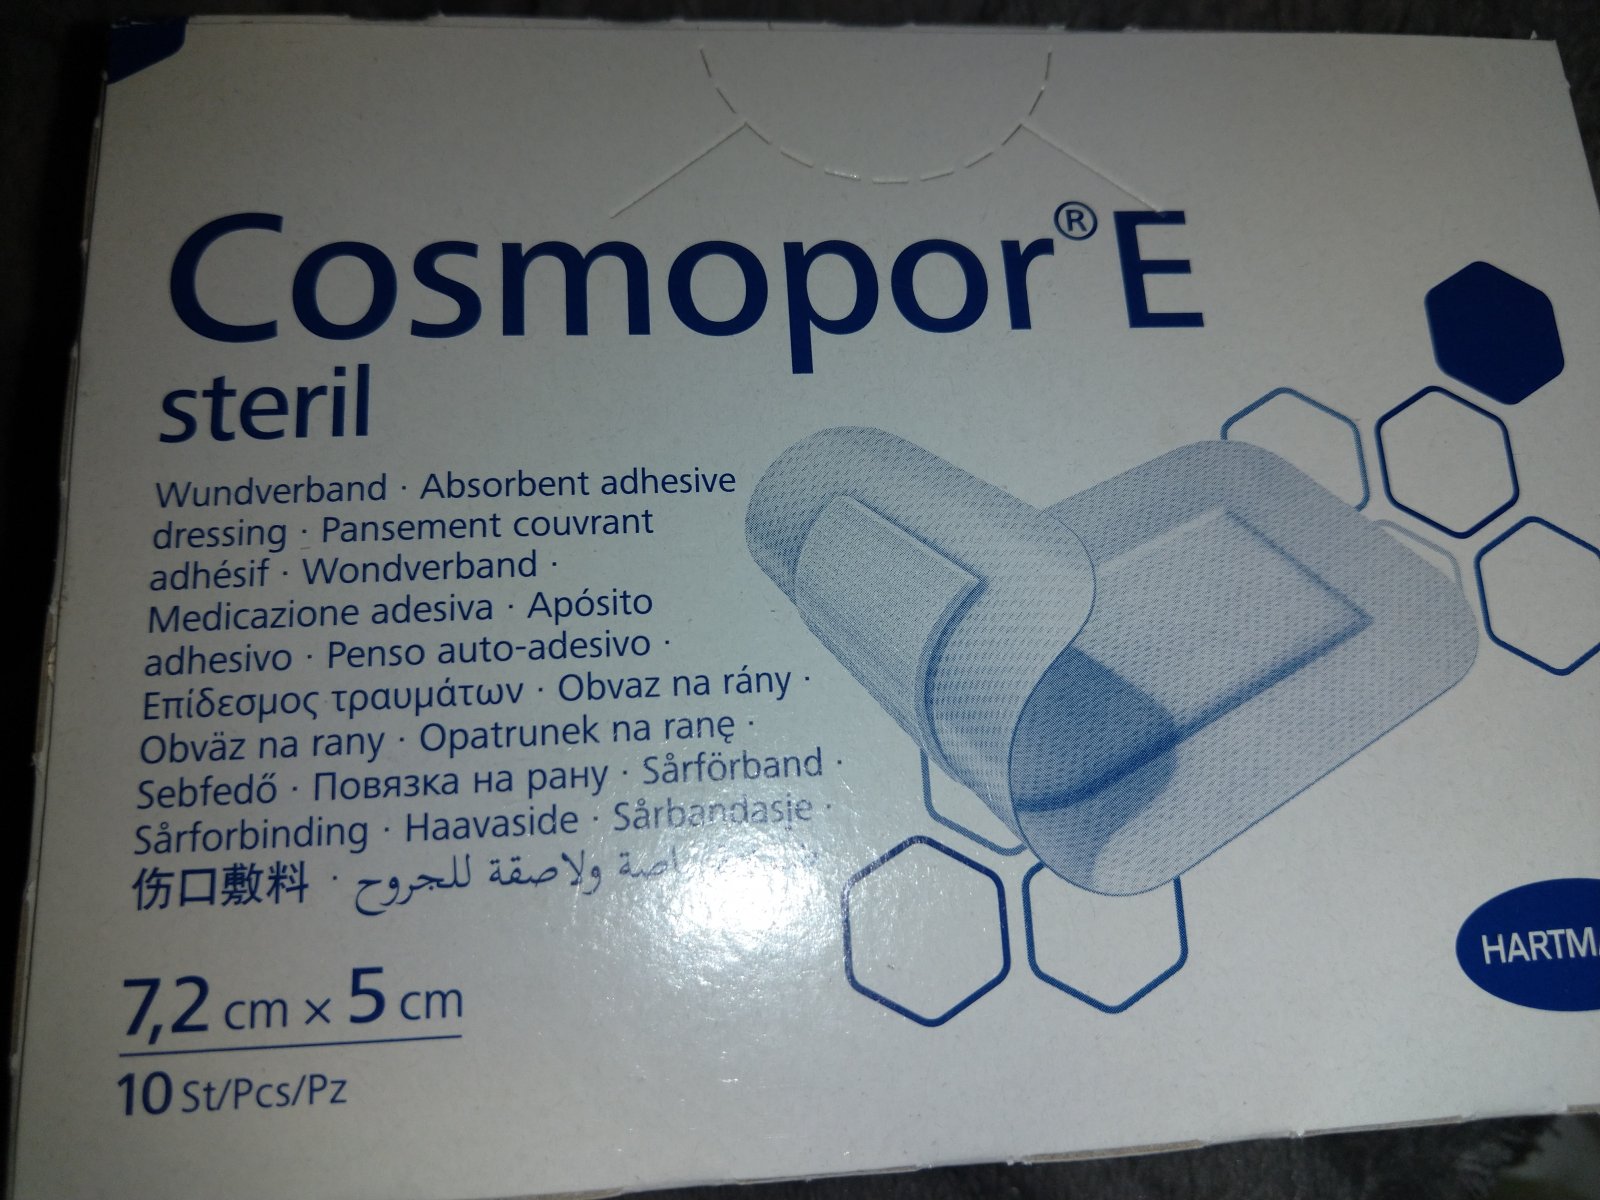 Cosmopor® E
steril
Wundverband · Absorbent adhesive
dressing · Pansement couvrant
adhésif · Wondverband ·
Medicazione adesiva · Apósito
adhesivo · Penso auto-adesivo ·
Επίδεσμος τραυμάτων · Obvaz na rány ·
Obväz na rany · Opatrunek na ranę ·
Sebfedő · Повязка на рану · Sårförband ·
Sårforbinding · Haavaside · Sårbandasje ·
伤口敷料 · ولاصقة للجروح
7,2 cm × 5 cm
10 St/Pcs/Pz